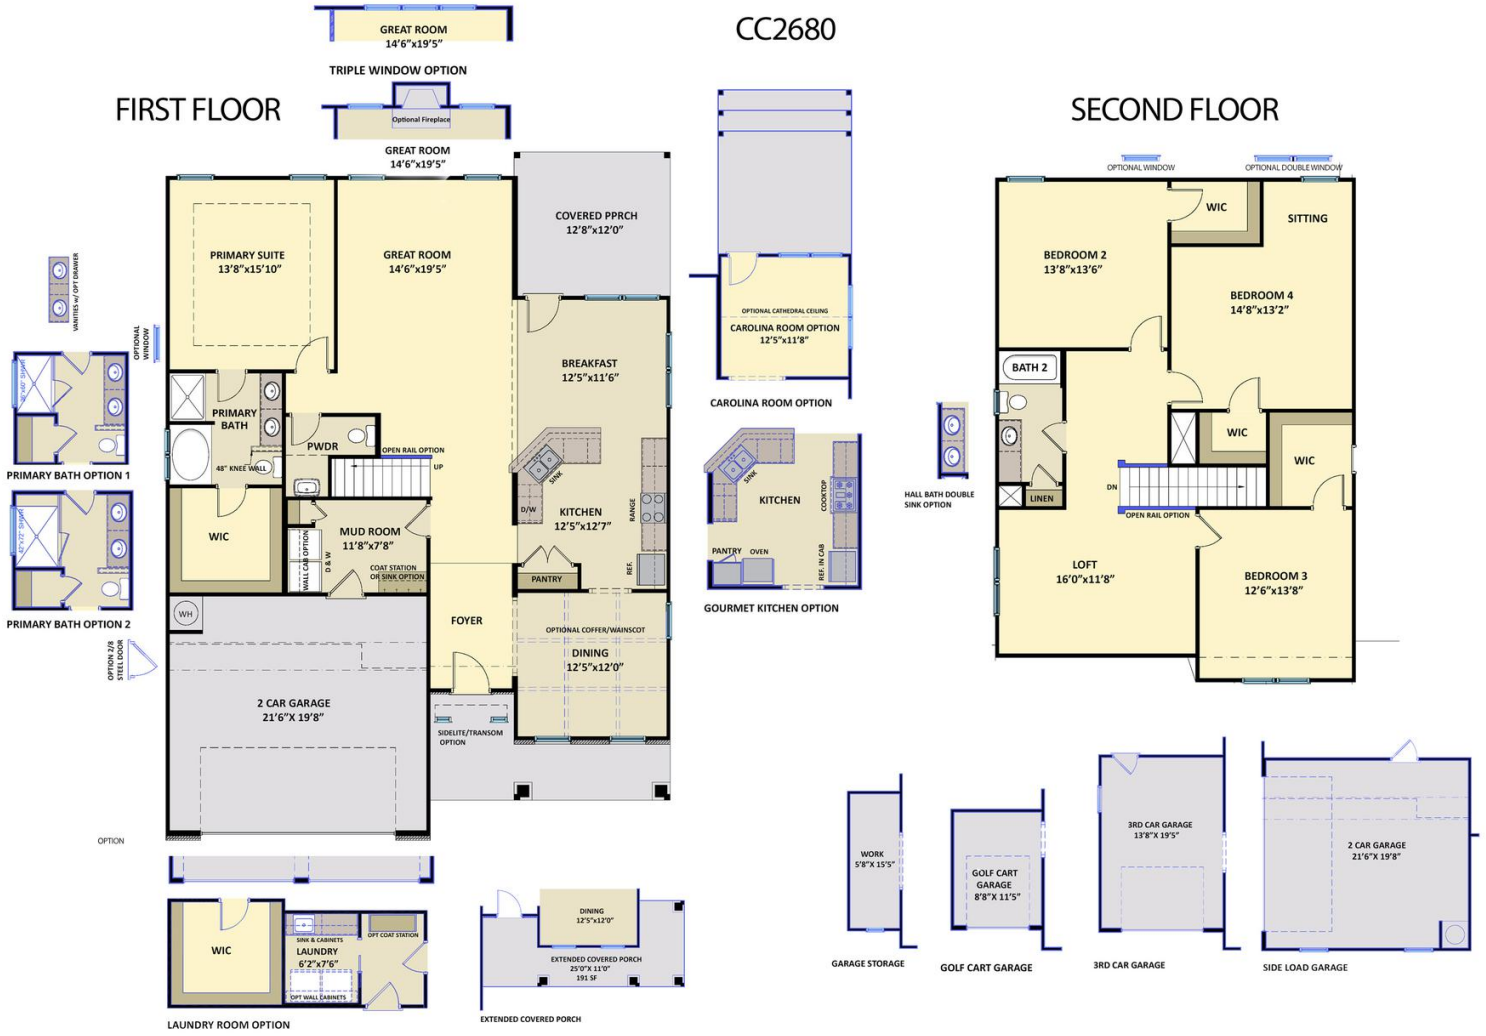 CC2680
GREAT ROOM
14'6"x19'5"
TRIPLE WINDOW OPTION
FIRST FLOOR
Optional Fireplace
GREAT ROOM
14'6"x19'5"
COVERED PPRCH
12'8"x12'0"
PRIMARY SUITE
13'8"x15'10"
GREAT ROOM
14'6"x19'5"
VANITIES w/ OPT DRAWER
OPTIONAL
WINDOW
BREAKFAST
12'5"x11'6"
PRIMARY
BATH
48" KNEE WALL
PWDR
OPEN RAIL OPTION
UP
PRIMARY BATH OPTION 1
42"x72" SHWR
PRIMARY BATH OPTION 2
OPTION 2/8
STEEL DOOR
WIC
MUD ROOM
11'8"x7'8"
WALL CAB OPTION
D & W
COAT STATION
OR SINK OPTION
SINK
D/W
KITCHEN
12'5"x12'7"
RANGE
REF.
PANTRY
WH
FOYER
OPTIONAL COFFER/WAINSCOT
DINING
12'5"x12'0"
2 CAR GARAGE
21'6"X 19'8"
SIDELITE/TRANSOM
OPTION
OPTION
WIC
SINK & CABINETS
LAUNDRY
6'2"x7'6"
OPT WALL CABINETS
OPT COAT STATION
LAUNDRY ROOM OPTION
DINING
12'5"x12'0"
EXTENDED COVERED PORCH
25'0"X 11'0"
191 SF
EXTENDED COVERED PORCH
OPTIONAL CATHEDRAL CEILING
CAROLINA ROOM OPTION
12'5"x11'8"
CAROLINA ROOM OPTION
SINK
KITCHEN
COOKTOP
PANTRY
OVEN
REF. IN CAB
GOURMET KITCHEN OPTION
HALL BATH DOUBLE
SINK OPTION
SECOND FLOOR
OPTIONAL WINDOW
OPTIONAL DOUBLE WINDOW
WIC
SITTING
BEDROOM 2
13'8"x13'6"
BEDROOM 4
14'8"x13'2"
BATH 2
WIC
WIC
LINEN
DN
OPEN RAIL OPTION
LOFT
16'0"x11'8"
BEDROOM 3
12'6"x13'8"
WORK
5'8"X 15'5"
GARAGE STORAGE
GOLF CART
GARAGE
8'8"X 11'5"
GOLF CART GARAGE
3RD CAR GARAGE
13'8"X 19'5"
3RD CAR GARAGE
2 CAR GARAGE
21'6"X 19'8"
SIDE LOAD GARAGE